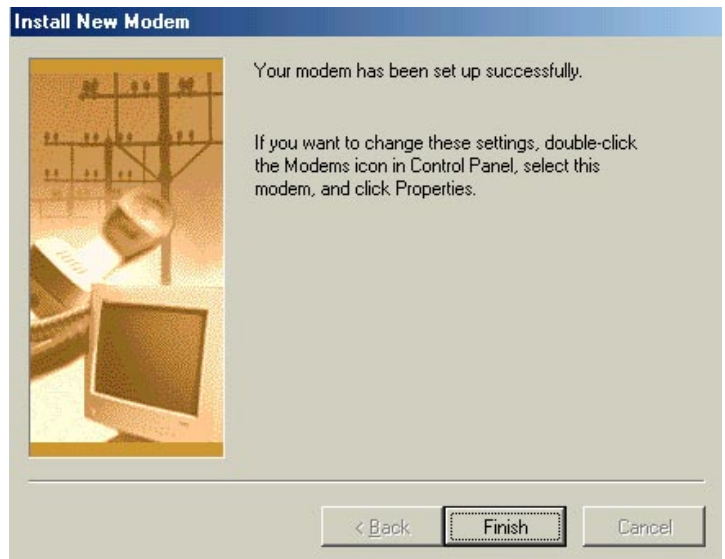 Install New Modem
Your modem has been set up successfully.
If you want to change these settings, double-click
the Modems icon in Control Panel, select this
modem, and click Properties.
< Back
Finish
Cancel